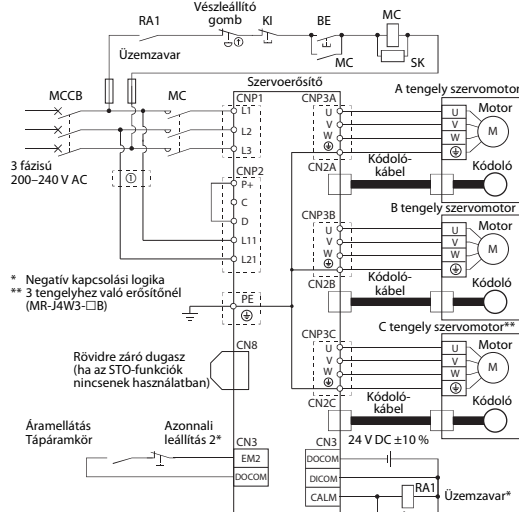 Vészleállító
gomb
RA1
KI
BE
MC
Üzemzavar
MC
SK
MCCB
MC
Szervoerősítő
CNP1
L1
L2
L3
3 fázisú
200–240 V AC
①
CNP2
P+
C
D
L11
L21
* Negatív kapcsolási logika
** 3 tengelyhez való erősítőnél
(MR-J4W3-□B)
PE
CN8
Rövidre záró dugasz
(ha az STO-funkciók
nincsenek használatban)
Áramellátás
Tápáramkör
Azonnali
leállítás 2*
CN3
EM2
DOCOM
CNP3A
U
V
W
A tengely szervomotor
Motor
U
V
W
M
CN2A
Kódoló-
kábel
Kódoló
CNP3B
U
V
W
B tengely szervomotor
Motor
U
V
W
M
CN2B
Kódoló-
kábel
Kódoló
CNP3C
U
V
W
C tengely szervomotor**
Motor
U
V
W
M
CN2C
Kódoló-
kábel
Kódoló
CN3
24 V DC ±10 %
DOCOM
DICOM
CALM
RA1
Üzemzavar*